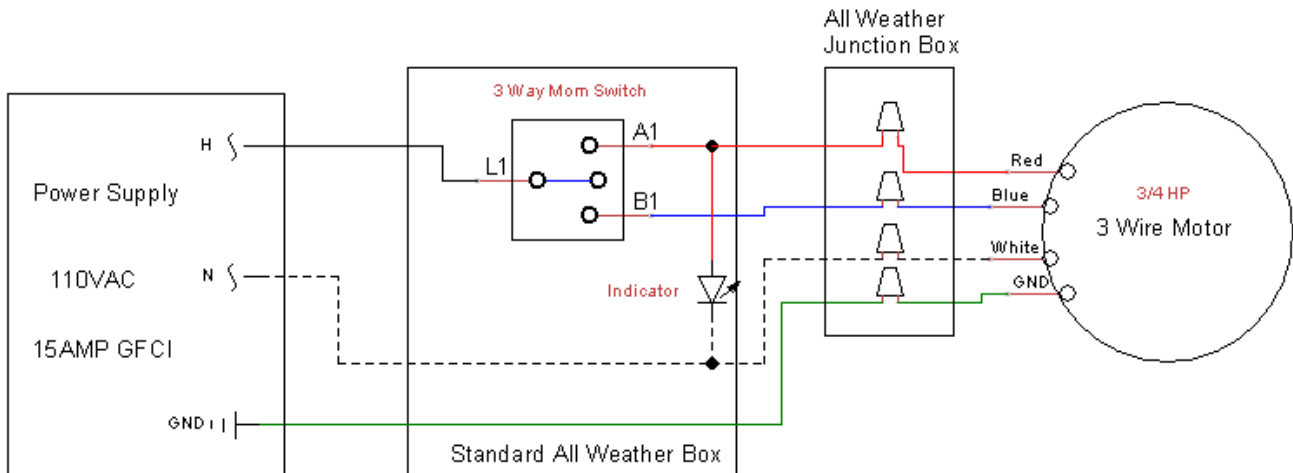 All Weather
Junction Box
3 Way Mom Switch
H
A1
L1
Red
Power Supply
Blue
3/4 HP
B1
3 Wire Motor
White
110VAC
N
Indicator
GND
15AMP GFCI
GND
Standard All Weather Box